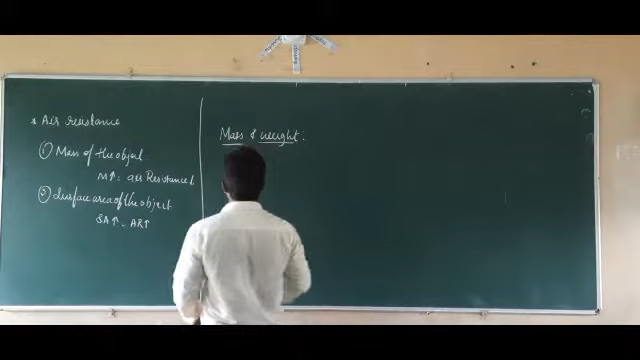 * Air resistance
① Mass of the object
M↑ - air Resistance ↓
② Surface area of the object
SA↑ - AR↑
Mass & weight.